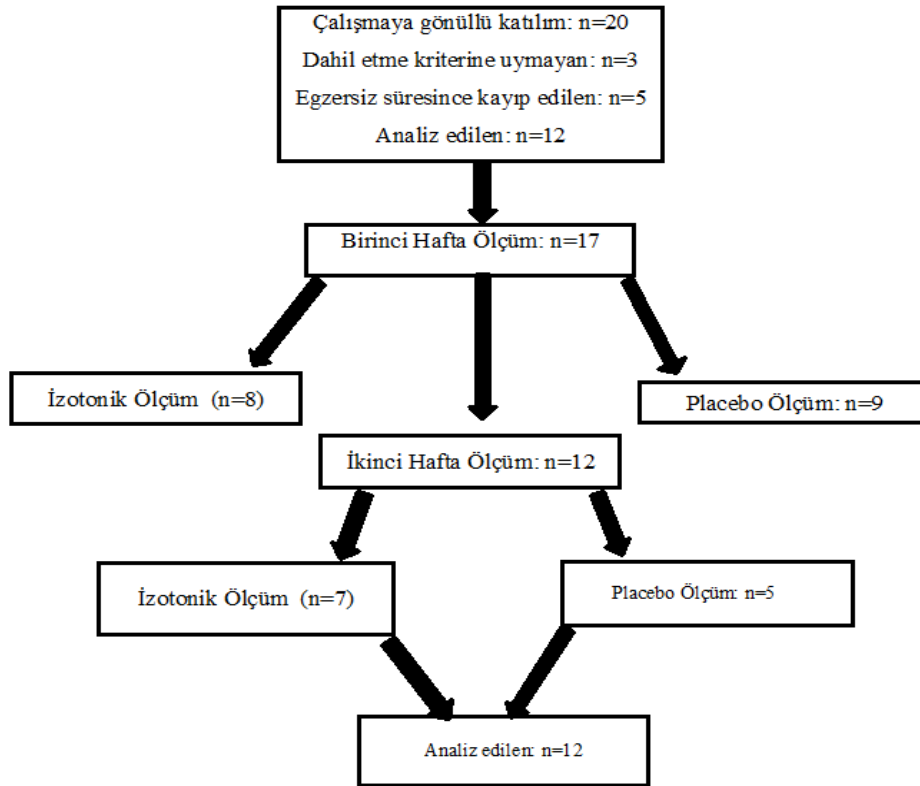 Çalışmaya gönüllü katılım: n=20
Dahil etme kriterine uymayan: n=3
Egzersiz süresince kayıp edilen: n=5
Analiz edilen: n=12
Birinci Hafta Ölçüm: n=17
İzotonik Ölçüm (n=8)
Placebo Ölçüm: n=9
İkinci Hafta Ölçüm: n=12
İzotonik Ölçüm (n=7)
Placebo Ölçüm: n=5
Analiz edilen: n=12